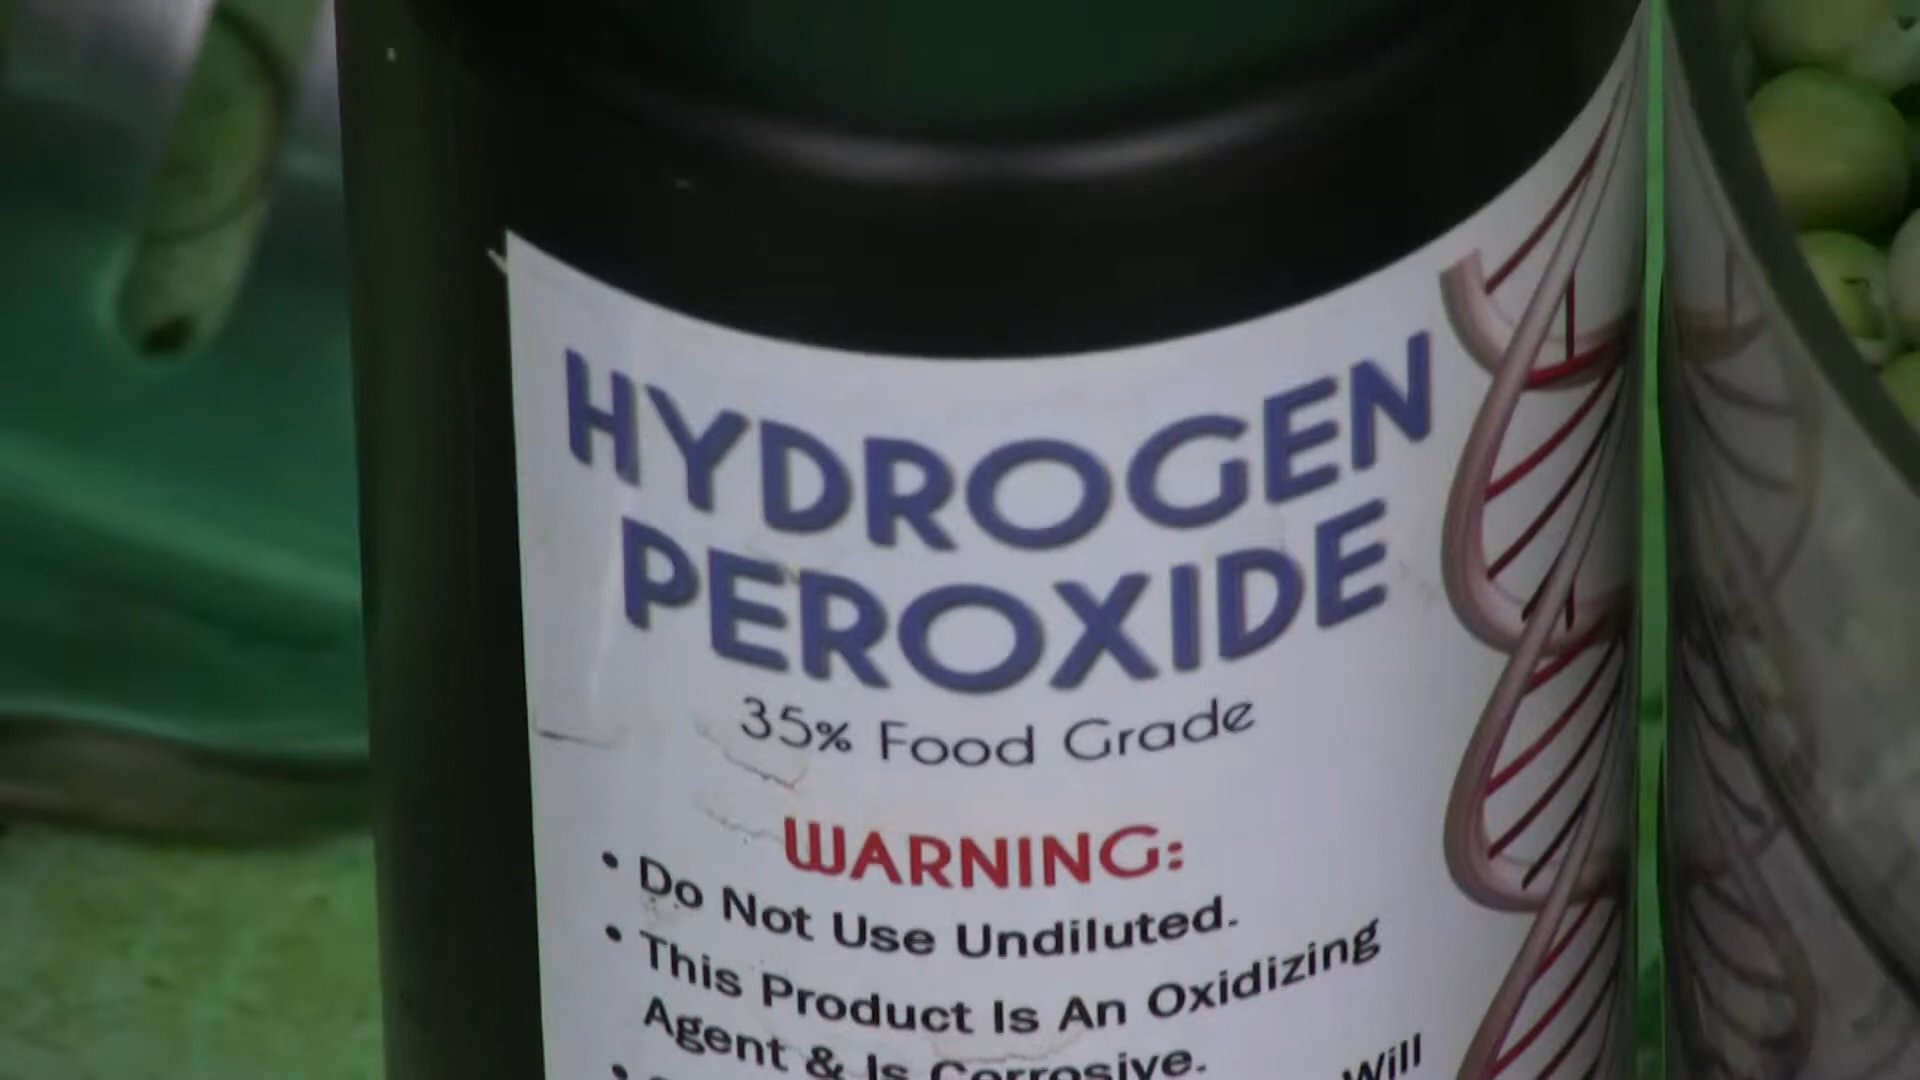 HYDROGEN
PEROXIDE
35% Food Grade
WARNING:
• Do Not Use Undiluted.
• This Product Is An Oxidizing
Agent & Is Corrosive.
Will